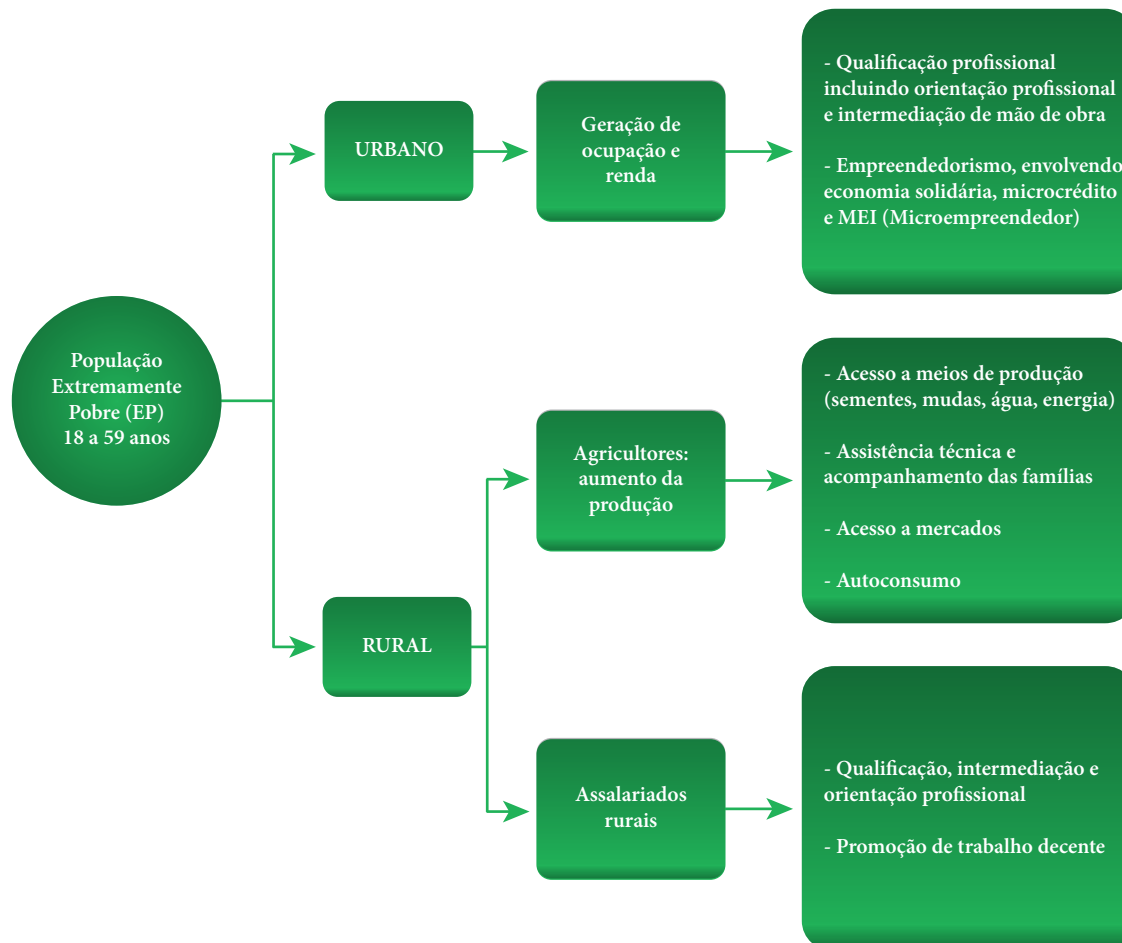 População
Extremamente
Pobre (EP)
18 a 59 anos
URBANO
Geração de
ocupação e
renda
- Qualificação profissional
incluindo orientação profissional
e intermediação de mão de obra
- Empreendedorismo, envolvendo
economia solidária, microcrédito
e MEI (Microempreendedor)
RURAL
Agricultores:
aumento da
produção
- Acesso a meios de produção
(sementes, mudas, água, energia)
- Assistência técnica e
acompanhamento das famílias
- Acesso a mercados
- Autoconsumo
Assalariados
rurais
- Qualificação, intermediação e
orientação profissional
- Promoção de trabalho decente